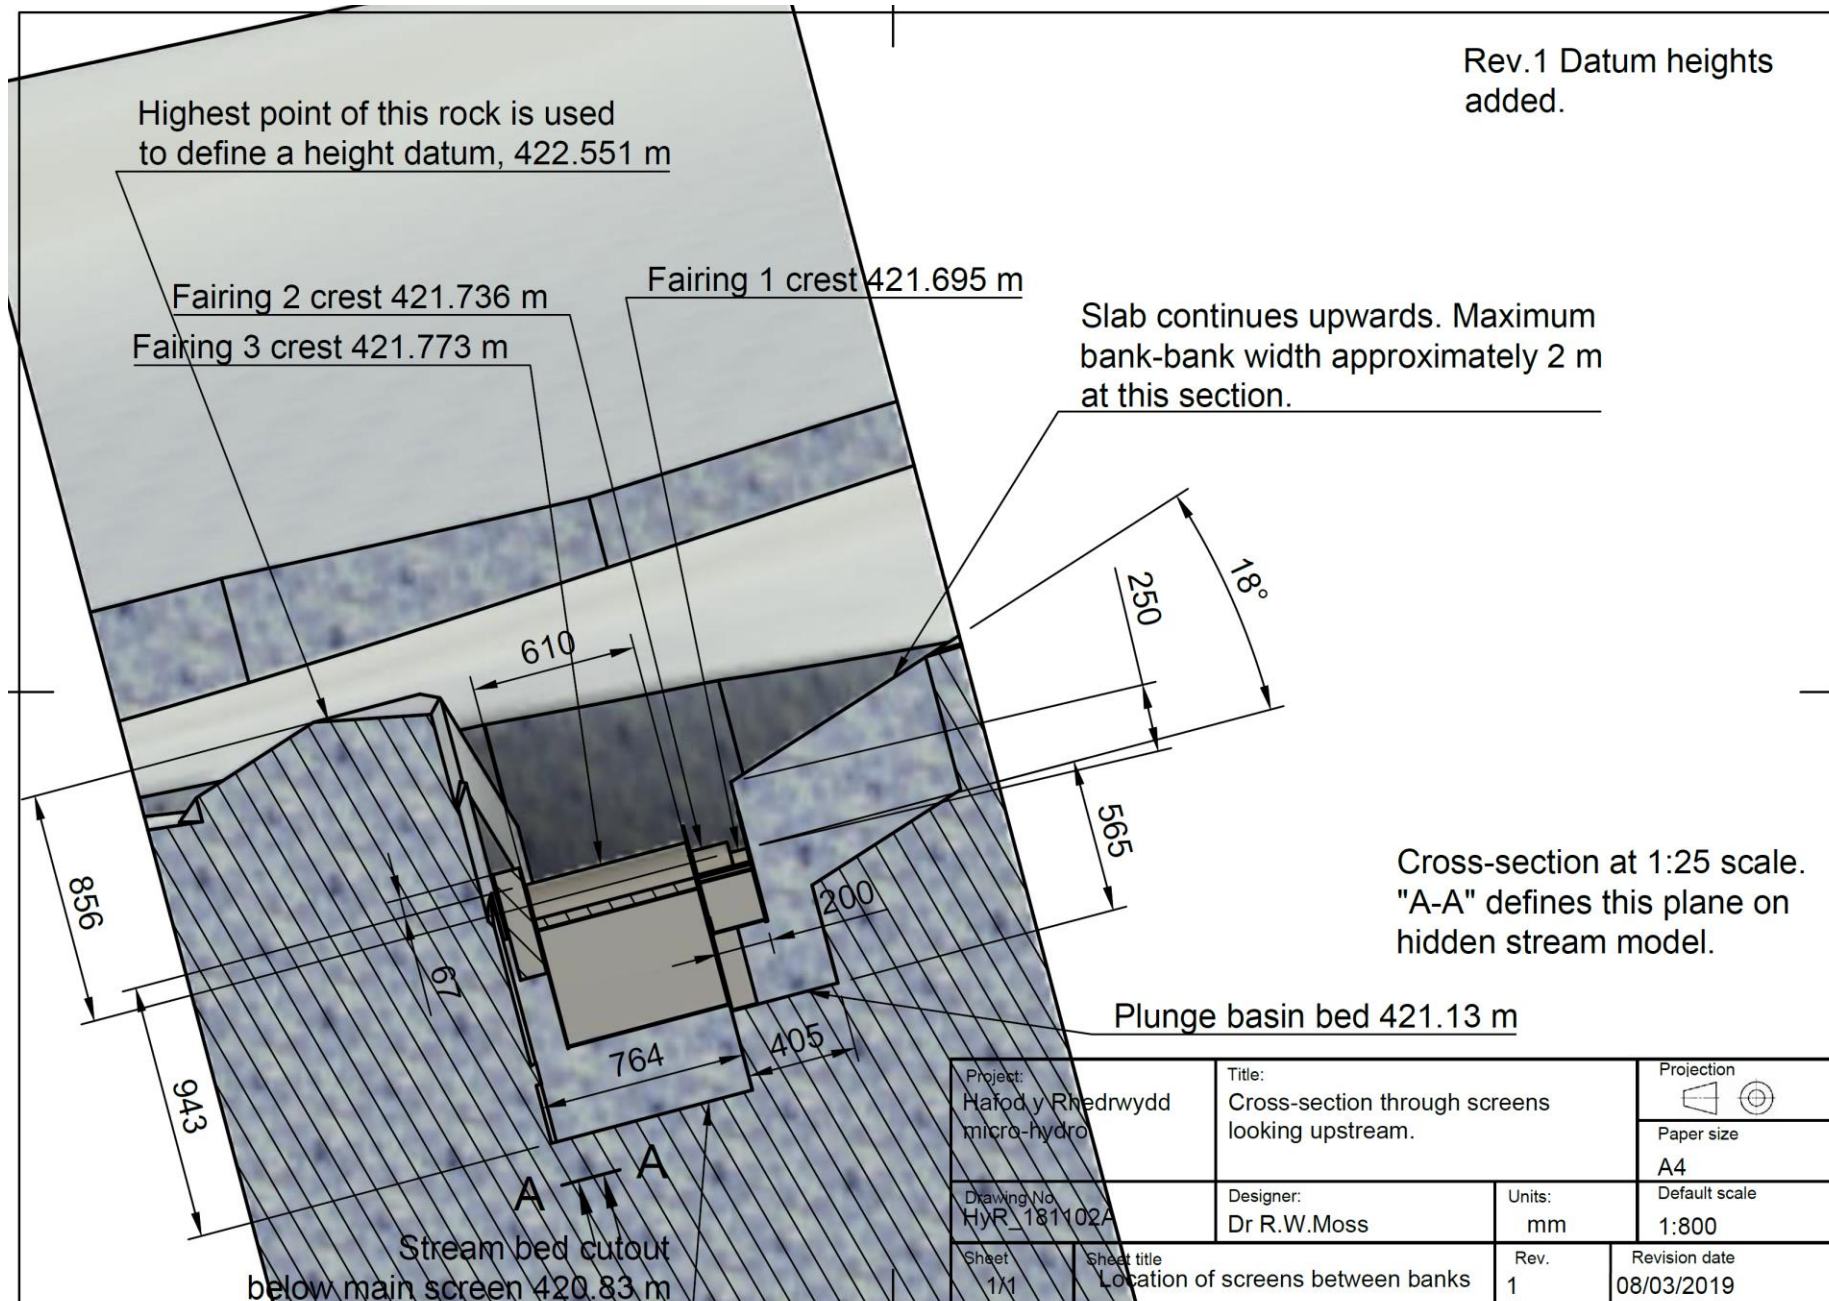 Rev.1 Datum heights
added.
Highest point of this rock is used
to define a height datum, 422.551 m
Fairing 2 crest 421.736 m
Fairing 1 crest 421.695 m
Fairing 3 crest 421.773 m
Slab continues upwards. Maximum
bank-bank width approximately 2 m
at this section.
18°
250
610
565
856
200
67
943
764
405
Cross-section at 1:25 scale.
"A-A" defines this plane on
hidden stream model.
Plunge basin bed 421.13 m
A
A
Stream bed cutout
below main screen 420.83 m
Project:
Hafod y Rhedrwydd
micro-hydro
Title:
Cross-section through screens
looking upstream.
Projection
Paper size
A4
Drawing No.
HyR_181102A
Designer:
Dr R.W.Moss
Units:
mm
Default scale
1:800
Sheet
1/1
Sheet title
Location of screens between banks
Rev.
1
Revision date
08/03/2019